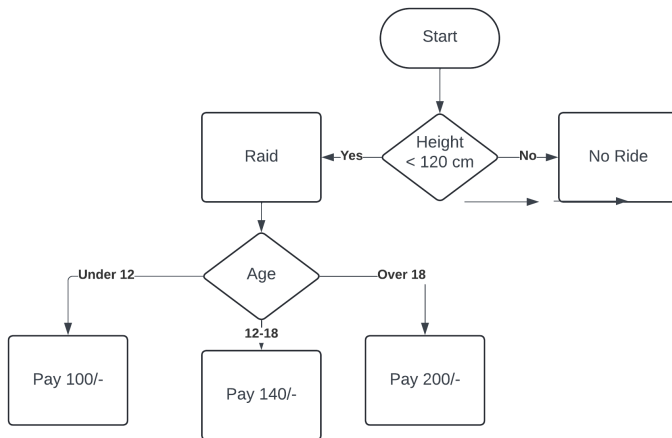 Start
Height
< 120 cm
Yes
No
Raid
No Ride
Age
Under 12
12-18
Over 18
Pay 100/-
Pay 140/-
Pay 200/-